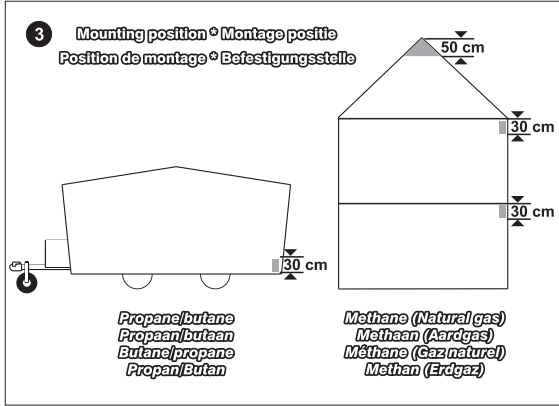 3
Mounting position * Montage positie
Position de montage * Befestigungsstelle
50 cm
30 cm
30 cm
30 cm
Propane/butane
Propaan/butaan
Butane/propane
Propan/Butan
Methane (Natural gas)
Methaan (Aardgas)
Méthane (Gaz naturel)
Methan (Erdgaz)